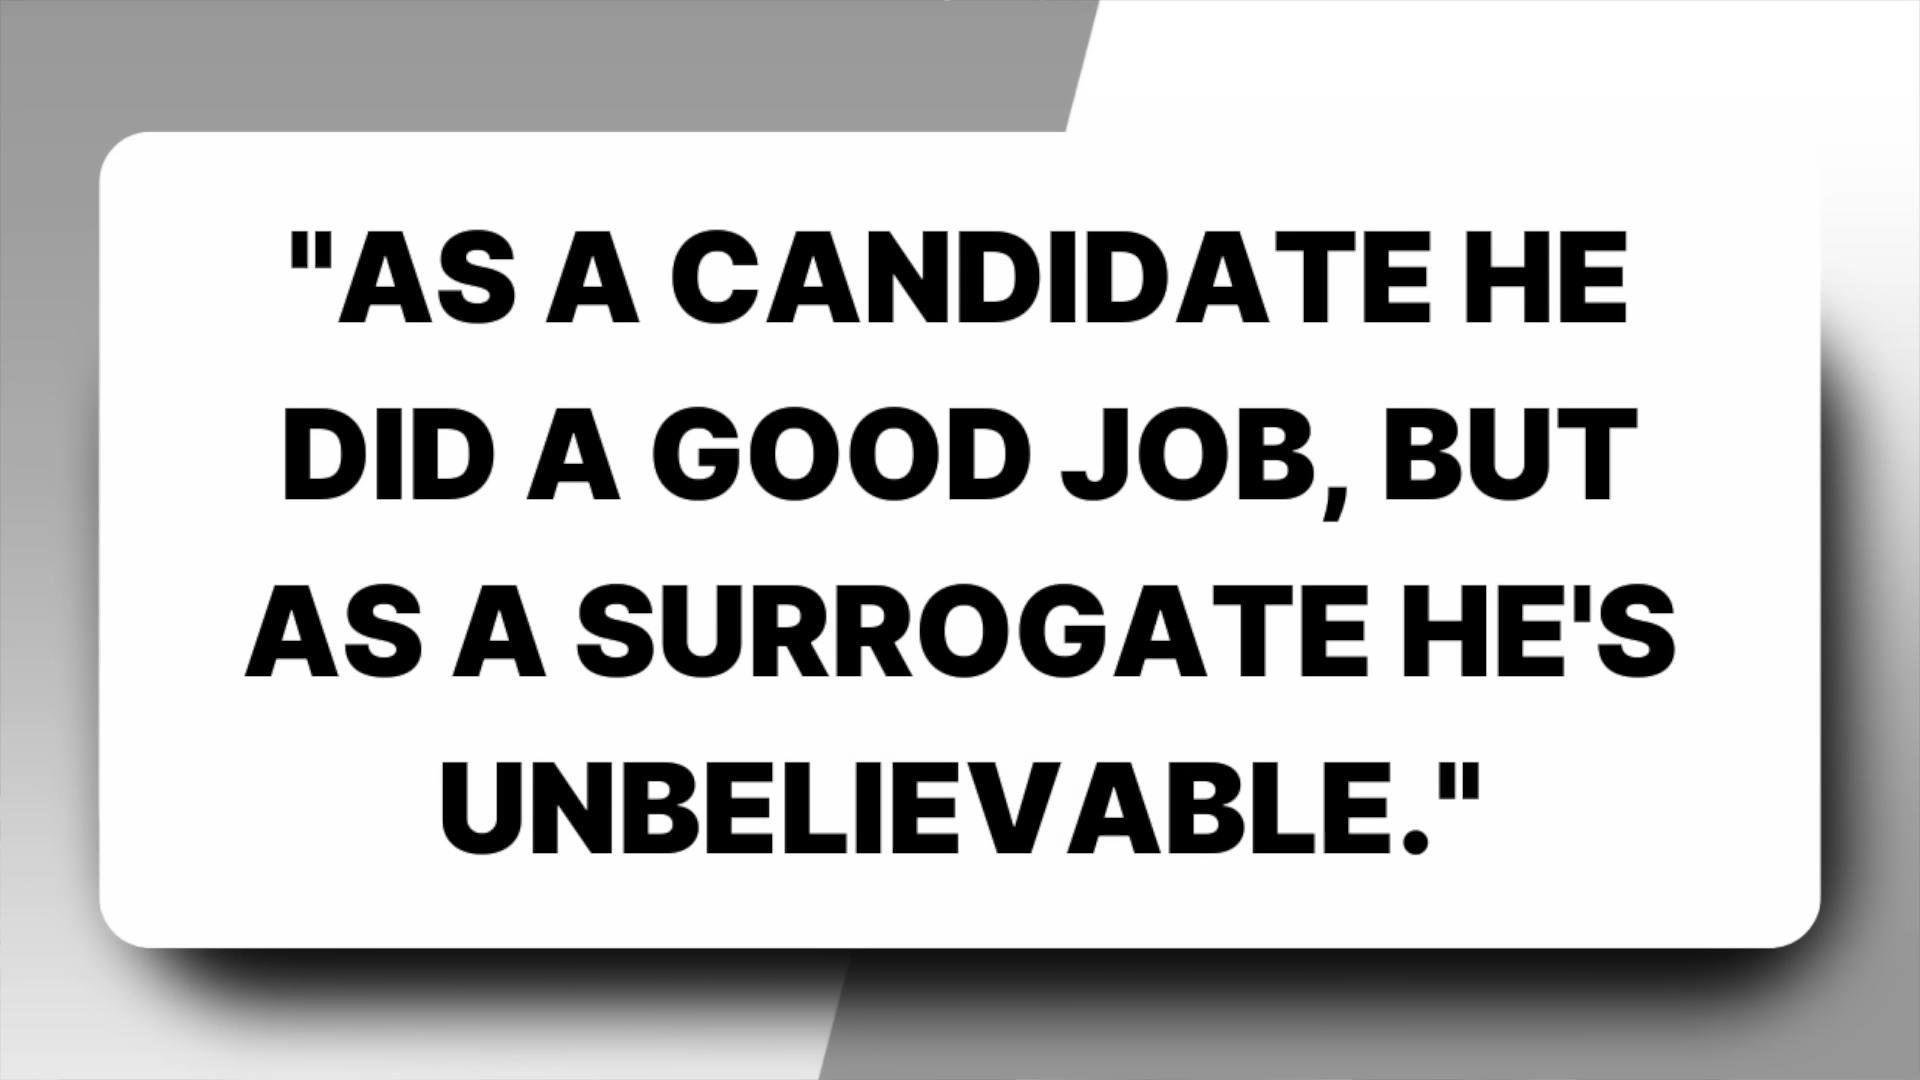 "AS A CANDIDATE HE
DID A GOOD JOB, BUT
AS A SURROGATE HE'S
UNBELIEVABLE."